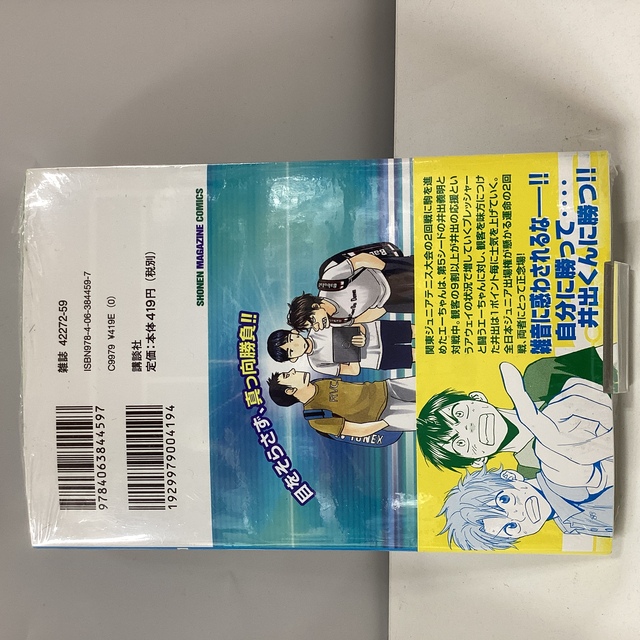 9784063844597
1929979004194
雑誌 42272-59
ISBN978-4-06-384459-7
C9979 ¥419E (0)
講談社
定価：本体419円（税別）
SHONEN MAGAZINE COMICS
目をそらさず、真っ向勝負!!
Babolat
YONEX
関東ジュニアテニス大会の2回戦に駒を進
めたエーちゃんは、第5シードの井出義明と
対戦中。観客の9割以上が井出の応援とい
うアウェイの状況で増していくプレッシャー
と闘うエーちゃんに対し、観客を味方につけ
た井出は1ポイント毎に士気を上げていく。
全日本ジュニア出場権が懸かる運命の2回
戦、両者にとって正念場!
雑音に惑わされるな──!!
自分に勝って‥‥
井出くんに勝つ!!